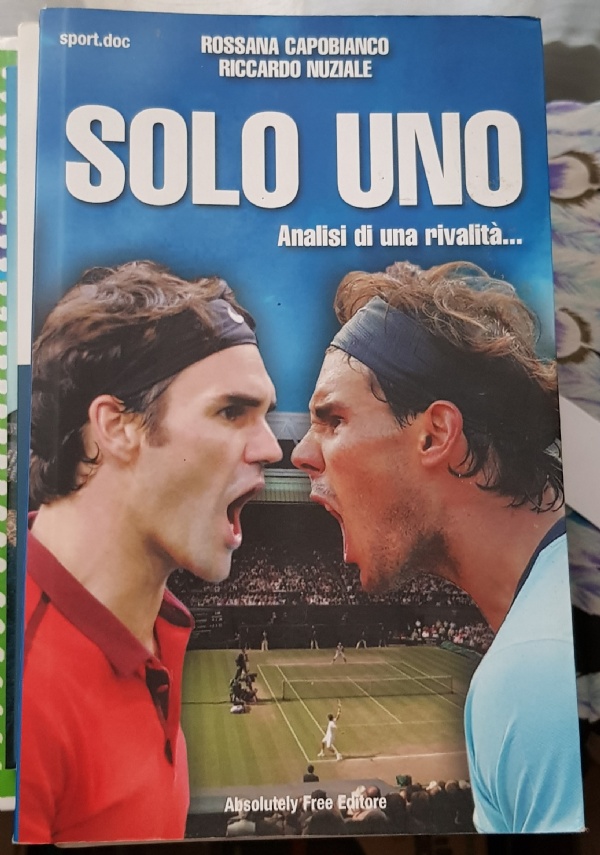 sport.doc
ROSSANA CAPOBIANCO
RICCARDO NUZIALE
SOLO UNO
Analisi di una rivalità...
Absolutely Free Editore